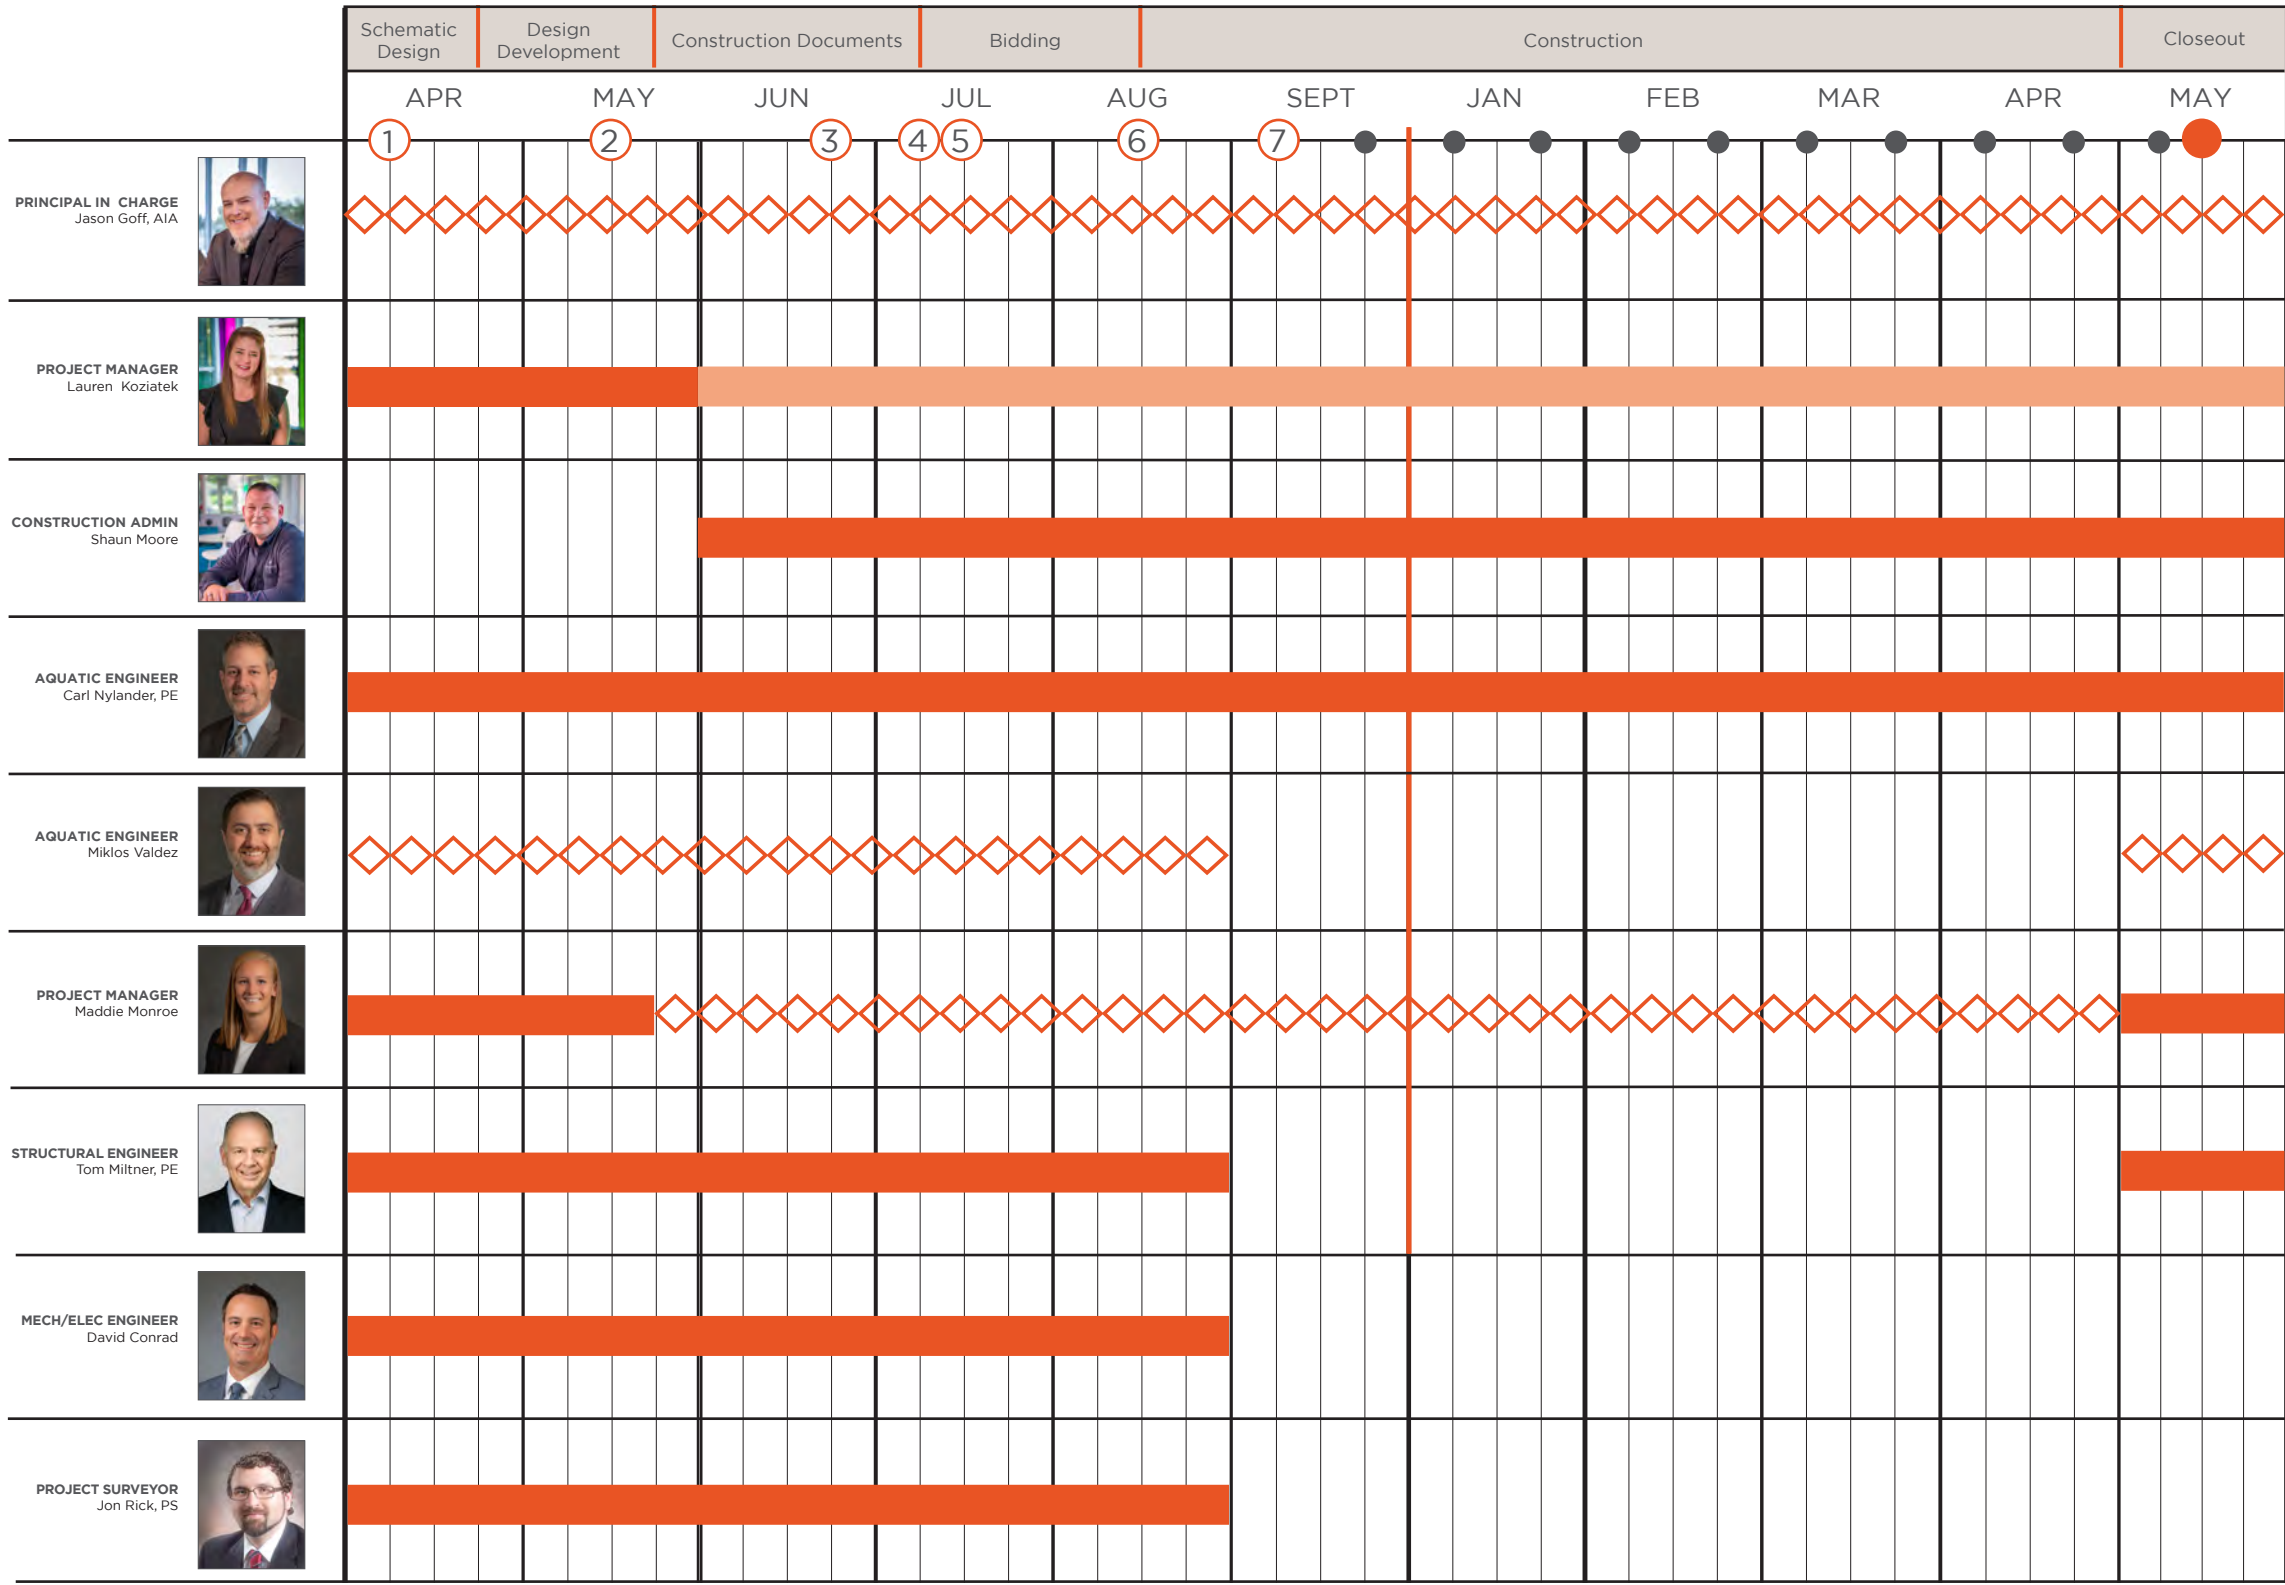 Schematic
Design
Design
Development
Construction Documents
Bidding
Construction
Closeout
APR MAY JUN JUL AUG SEPT JAN FEB MAR APR MAY
1 2 3 4 5 6 7
PRINCIPAL IN CHARGE
Jason Goff, AIA
PROJECT MANAGER
Lauren Koziatek
CONSTRUCTION ADMIN
Shaun Moore
AQUATIC ENGINEER
Carl Nylander, PE
AQUATIC ENGINEER
Miklos Valdez
PROJECT MANAGER
Maddie Monroe
STRUCTURAL ENGINEER
Tom Miltner, PE
MECH/ELEC ENGINEER
David Conrad
PROJECT SURVEYOR
Jon Rick, PS